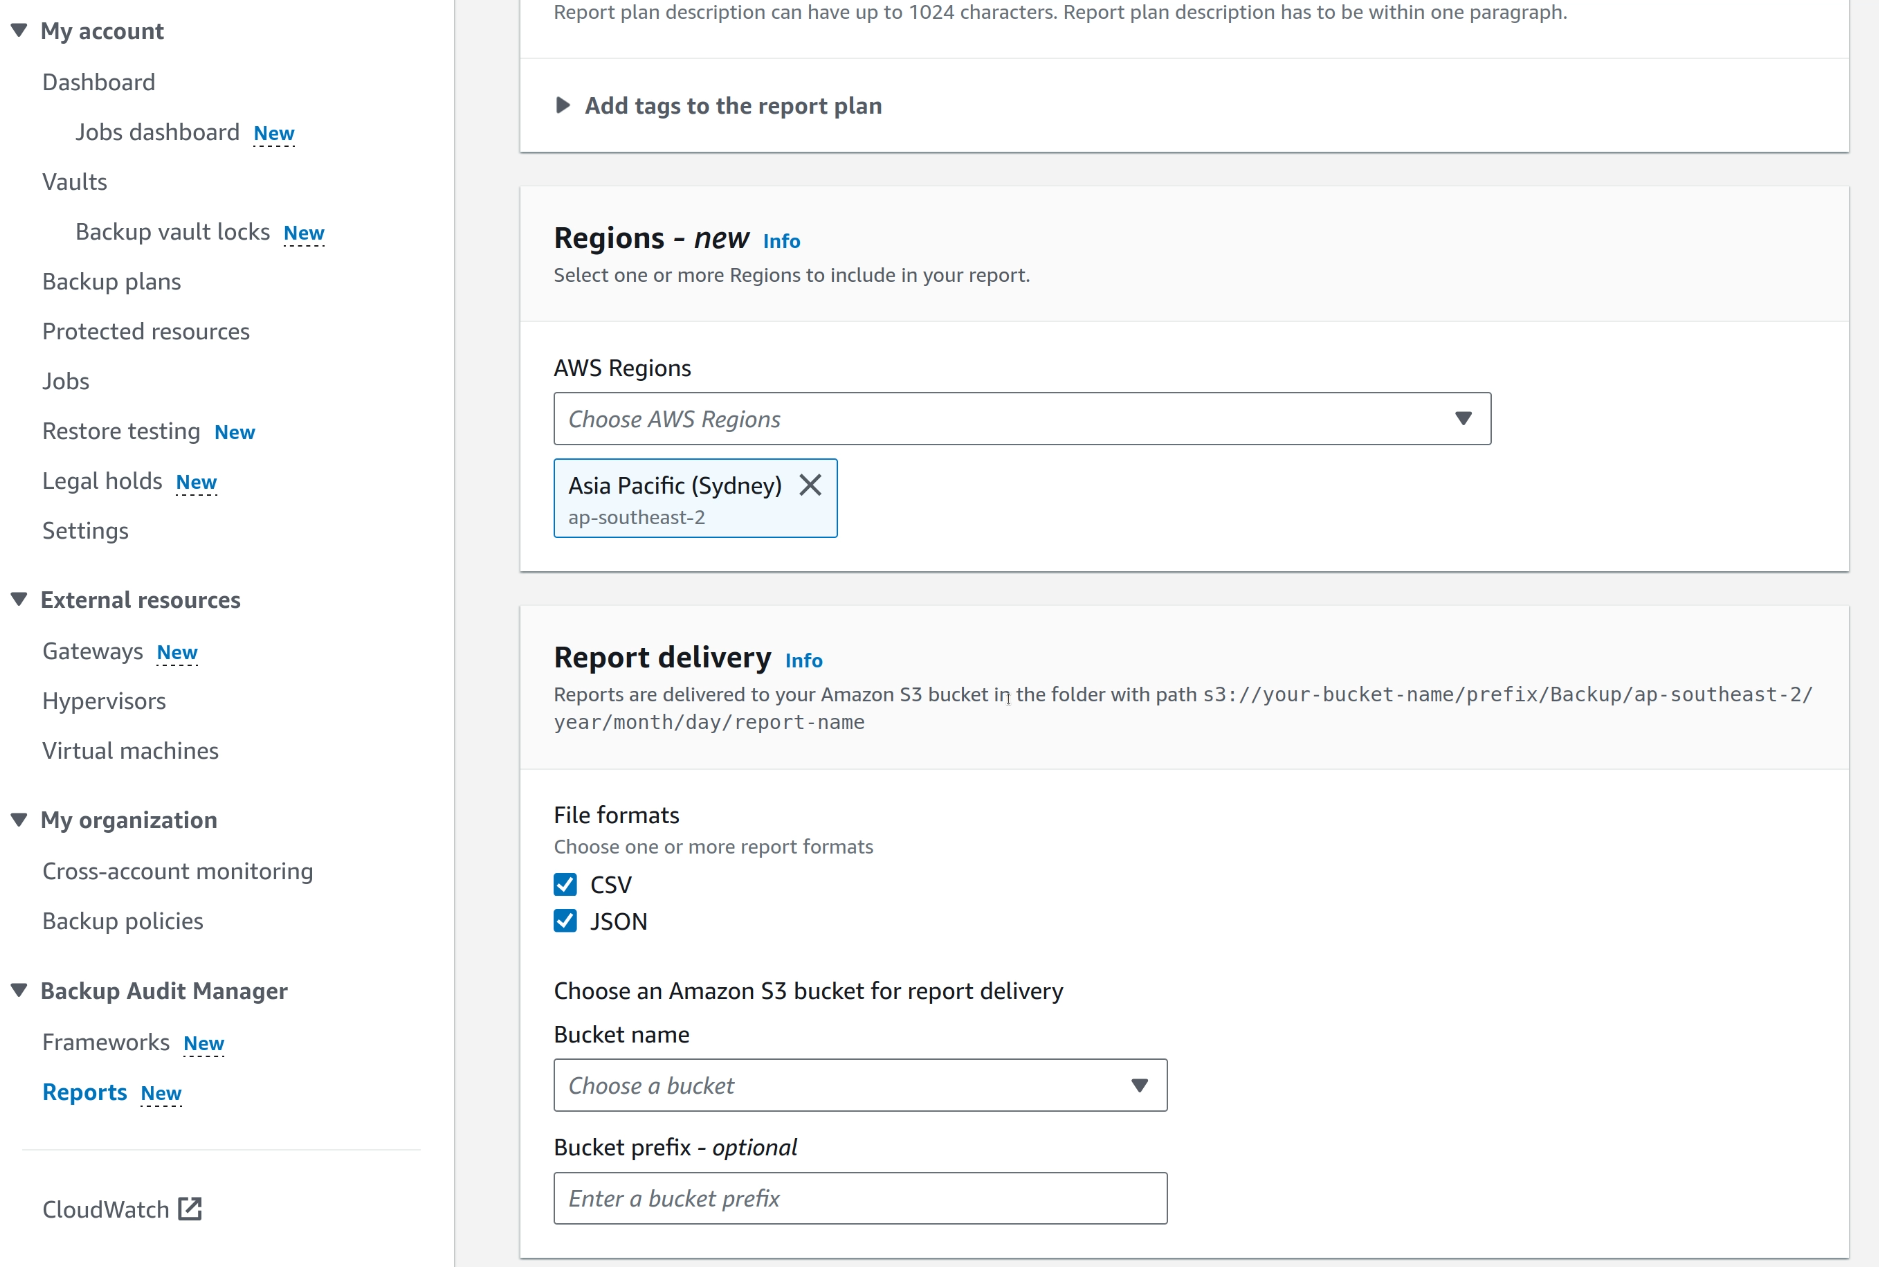 My account
Dashboard
Jobs dashboard New
Vaults
Backup vault locks New
Backup plans
Protected resources
Jobs
Restore testing New
Legal holds New
Settings
External resources
Gateways New
Hypervisors
Virtual machines
My organization
Cross-account monitoring
Backup policies
Backup Audit Manager
Frameworks New
Reports New
CloudWatch
Report plan description can have up to 1024 characters. Report plan description has to be within one paragraph.
Add tags to the report plan
Regions - new Info
Select one or more Regions to include in your report.
AWS Regions
Choose AWS Regions
Asia Pacific (Sydney)
ap-southeast-2
Report delivery Info
Reports are delivered to your Amazon S3 bucket in the folder with path s3://your-bucket-name/prefix/Backup/ap-southeast-2/
year/month/day/report-name
File formats
Choose one or more report formats
CSV
JSON
Choose an Amazon S3 bucket for report delivery
Bucket name
Choose a bucket
Bucket prefix - optional
Enter a bucket prefix